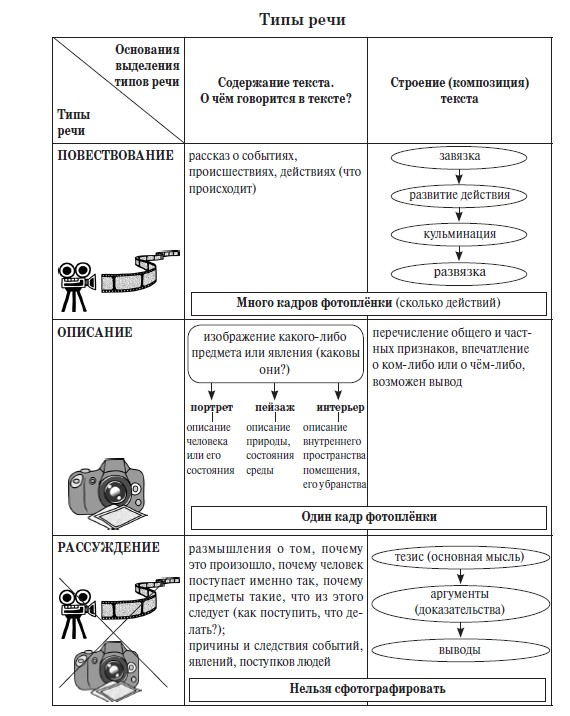 Типы речи
Основания
выделения
типов речи
Типы
речи
Содержание текста.
О чём говорится в тексте?
Строение (композиция)
текста
ПОВЕСТВОВАНИЕ
рассказ о событиях,
происшествиях, действиях (что
происходит)
завязка
развитие действия
кульминация
развязка
Много кадров фотоплёнки (сколько действий)
ОПИСАНИЕ
изображение какого-либо
предмета или явления (каковы
они?)
портрет
описание
человека
или его
состояния
пейзаж
описание
природы,
состояния
среды
интерьер
описание
внутреннего
пространства
помещения,
его убранства
перечисление общего и част-
ных признаков, впечатление
о ком-либо или о чём-либо,
возможен вывод
Один кадр фотоплёнки
РАССУЖДЕНИЕ
размышления о том, почему
это произошло, почему человек
поступает именно так, почему
предметы такие, что из этого
следует (как поступить, что де-
лать?);
причины и следствия событий,
явлений, поступков людей
тезис (основная мысль)
аргументы
(доказательства)
выводы
Нельзя сфотографировать